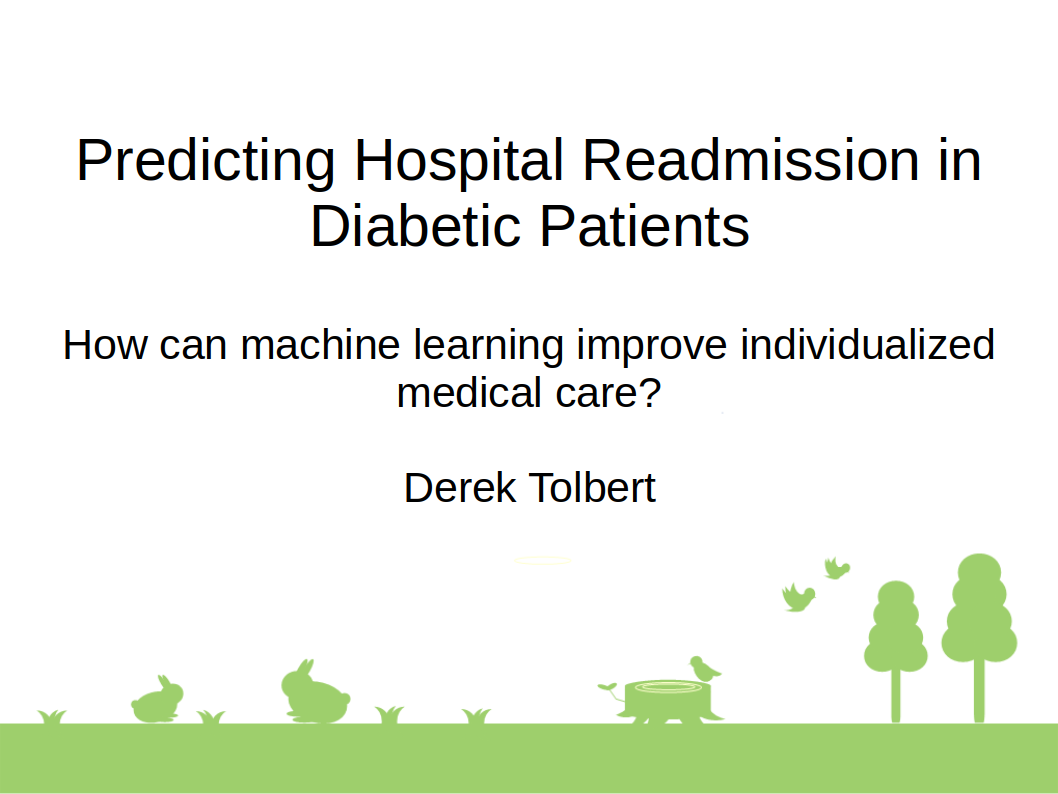 Predicting Hospital Readmission in
Diabetic Patients
How can machine learning improve individualized
medical care?
Derek Tolbert